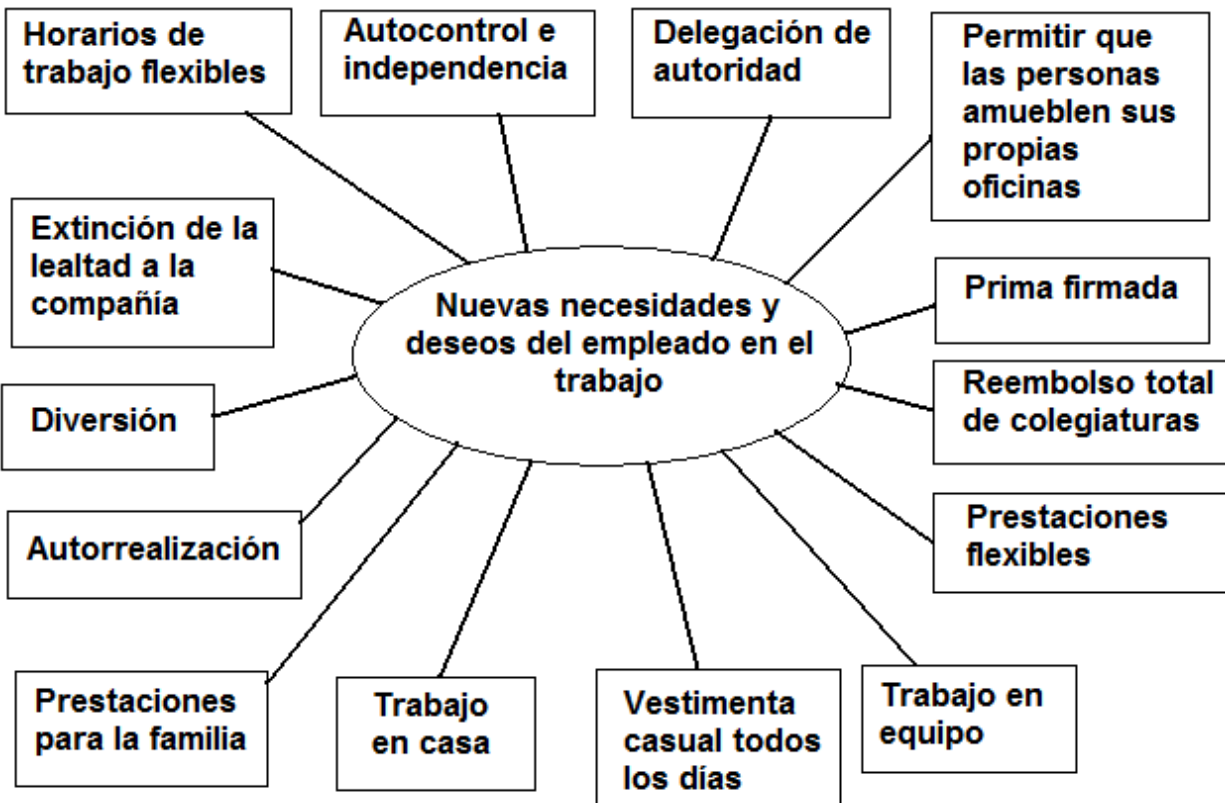 Horarios de
trabajo flexibles
Autocontrol e
independencia
Delegación de
autoridad
Permitir que
las personas
amueblen sus
propias
oficinas
Extinción de la
lealtad a la
compañía
Nuevas necesidades y
deseos del empleado en el
trabajo
Prima firmada
Diversión
Reembolso total
de colegiaturas
Autorrealización
Prestaciones
flexibles
Prestaciones
para la familia
Trabajo
en casa
Vestimenta
casual todos
los días
Trabajo en
equipo